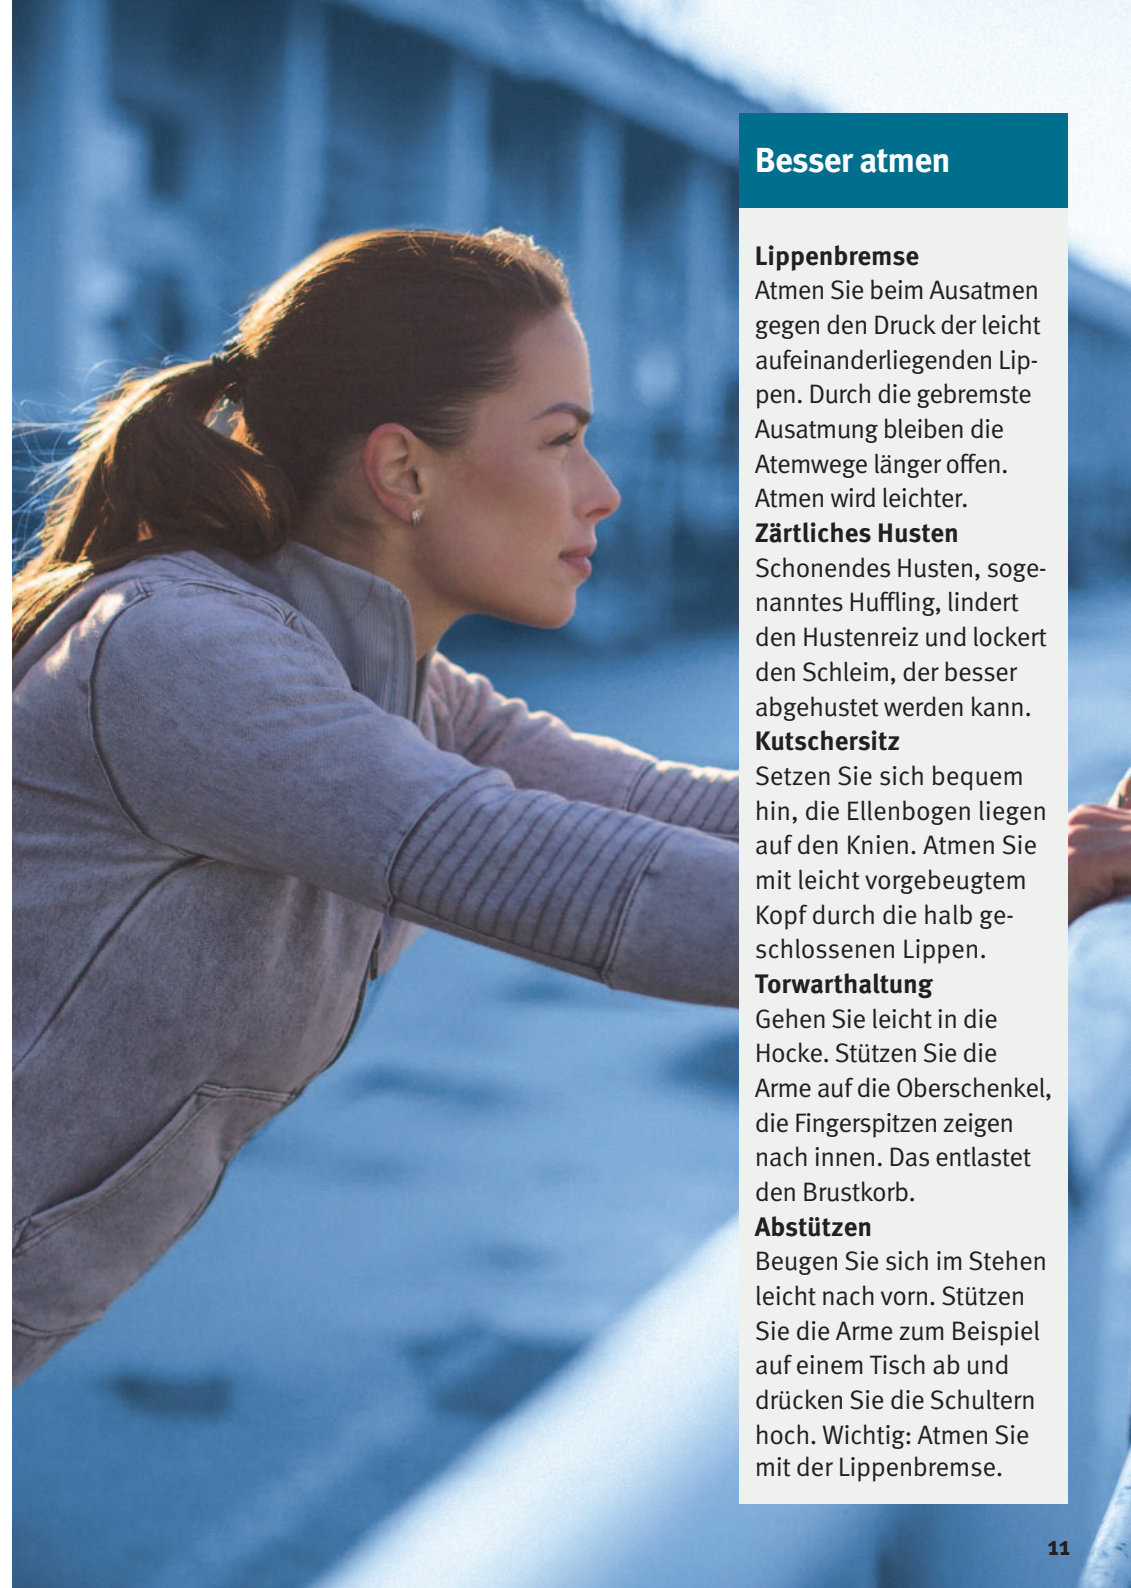 Besser atmen
Lippenbremse
Atmen Sie beim Ausatmen
gegen den Druck der leicht
aufeinanderliegenden Lip-
pen. Durch die gebremste
Ausatmung bleiben die
Atemwege länger offen.
Atmen wird leichter.
Zärtliches Husten
Schonendes Husten, soge-
nanntes Huffling, lindert
den Hustenreiz und lockert
den Schleim, der besser
abgehustet werden kann.
Kutschersitz
Setzen Sie sich bequem
hin, die Ellenbogen liegen
auf den Knien. Atmen Sie
mit leicht vorgebeugtem
Kopf durch die halb ge-
schlossenen Lippen.
Torwarthaltung
Gehen Sie leicht in die
Hocke. Stützen Sie die
Arme auf die Oberschenkel,
die Fingerspitzen zeigen
nach innen. Das entlastet
den Brustkorb.
Abstützen
Beugen Sie sich im Stehen
leicht nach vorn. Stützen
Sie die Arme zum Beispiel
auf einem Tisch ab und
drücken Sie die Schultern
hoch. Wichtig: Atmen Sie
mit der Lippenbremse.
11